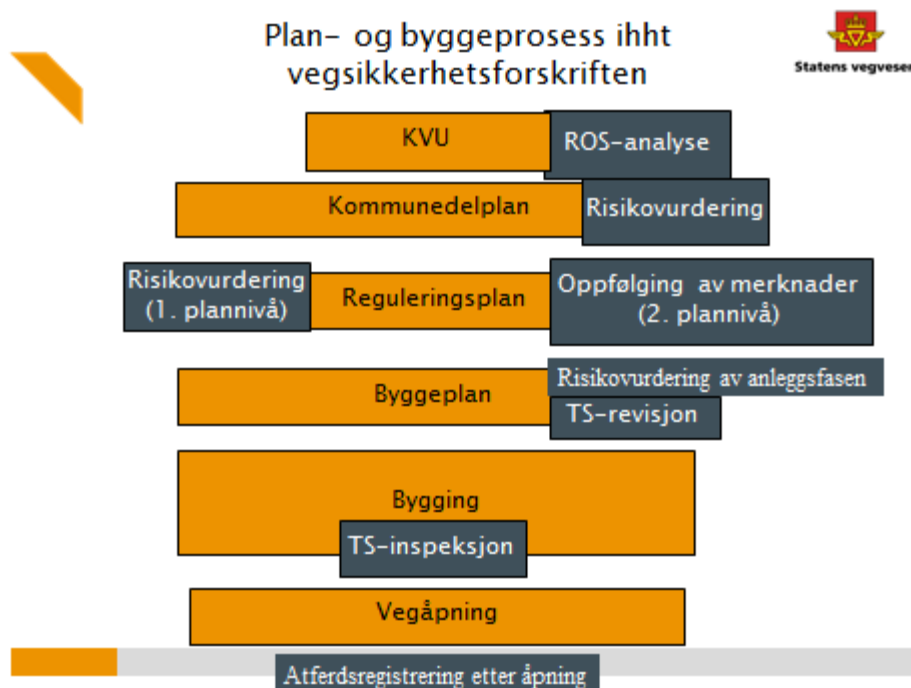 Plan- og byggeprosess ihht
vegsikkerhetsforskriften
Statens vegvesen
KVU
ROS-analyse
Kommunedelplan
Risikovurdering
Risikovurdering
(1. plannivå)
Reguleringsplan
Oppfølging av merknader
(2. plannivå)
Risikovurdering av anleggsfasen
Byggeplan
TS-revisjon
Bygging
TS-inspeksjon
Vegåpning
Atferdsregistrering etter åpning